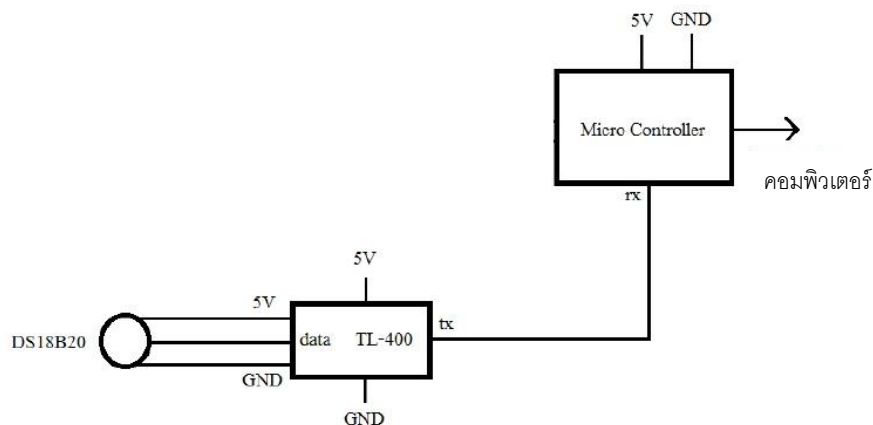 5V GND
Micro Controller
คอมพิวเตอร์
rx
5V
5V
tx
DS18B20
data TL-400
GND
GND